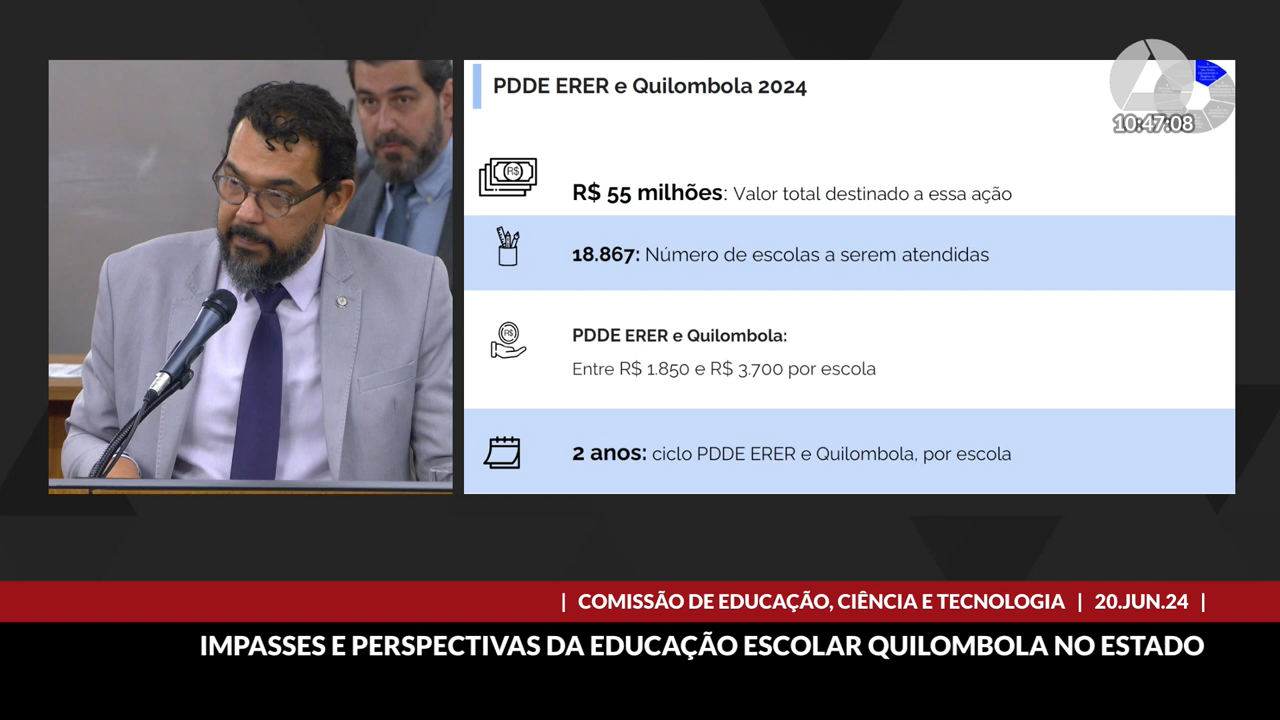 PDDE ERER e Quilombola 2024
10:47:08
R$
R$ 55 milhões: Valor total destinado a essa ação
18.867: Número de escolas a serem atendidas
R$
PDDE ERER e Quilombola:
Entre R$ 1.850 e R$ 3.700 por escola
2 anos: ciclo PDDE ERER e Quilombola, por escola
| COMISSÃO DE EDUCAÇÃO, CIÊNCIA E TECNOLOGIA | 20.JUN.24 |
IMPASSES E PERSPECTIVAS DA EDUCAÇÃO ESCOLAR QUILOMBOLA NO ESTADO